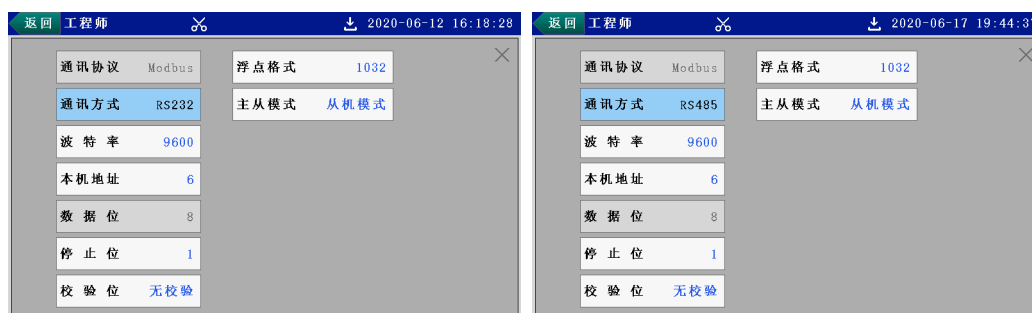 返回 工程师 2020-06-12 16:18:28
通讯协议 Modbus 浮点格式 1032
通讯方式 RS232 主从模式 从机模式
波特率 9600
本机地址 6
数据位 8
停止位 1
校验位 无校验
返回 工程师 2020-06-17 19:44:37
通讯协议 Modbus 浮点格式 1032
通讯方式 RS485 主从模式 从机模式
波特率 9600
本机地址 6
数据位 8
停止位 1
校验位 无校验